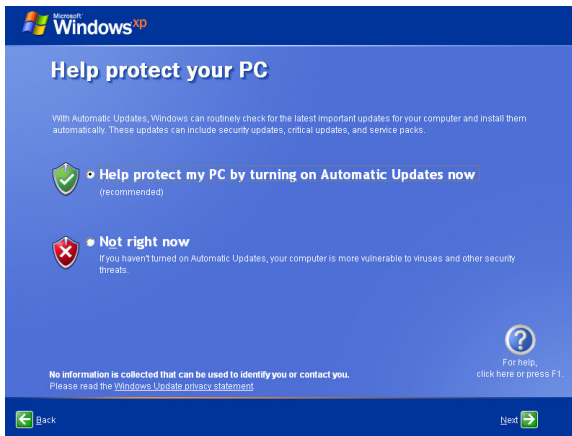 Microsoft
Windows xp
Help protect your PC
With Automatic Updates, Windows can routinely check for the latest important updates for your computer and install them
automatically. These updates can include security updates, critical updates, and service packs.
Help protect my PC by turning on Automatic Updates now
(recommended)
Not right now
If you haven't turned on Automatic Updates, your computer is more vulnerable to viruses and other security
threats.
For help,
click here or press F1.
No information is collected that can be used to identify you or contact you.
Please read the Windows Update privacy statement.
Back
Next